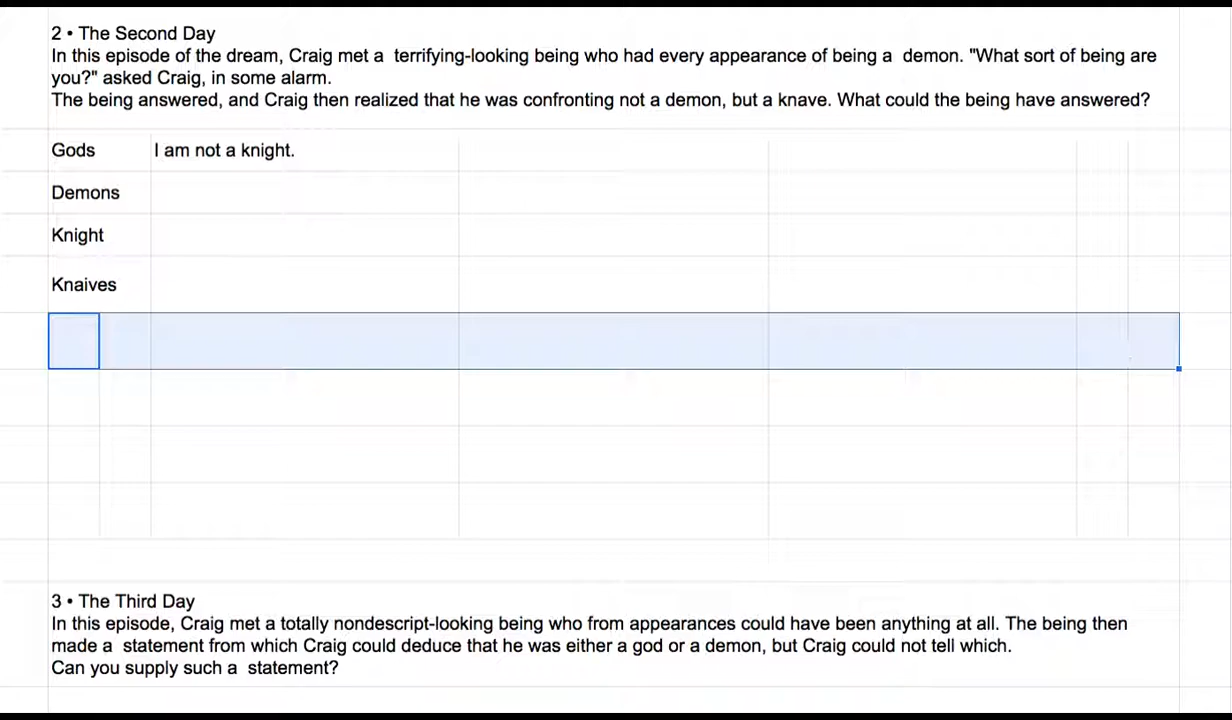 2 • The Second Day
In this episode of the dream, Craig met a  terrifying-looking being who had every appearance of being a  demon. "What sort of being are
you?" asked Craig, in some alarm.
The being answered, and Craig then realized that he was confronting not a demon, but a knave. What could the being have answered?
Gods I am not a knight.
Demons
Knight
Knaives
3 • The Third Day
In this episode, Craig met a totally nondescript-looking being who from appearances could have been anything at all. The being then
made a  statement from which Craig could deduce that he was either a god or a demon, but Craig could not tell which.
Can you supply such a  statement?